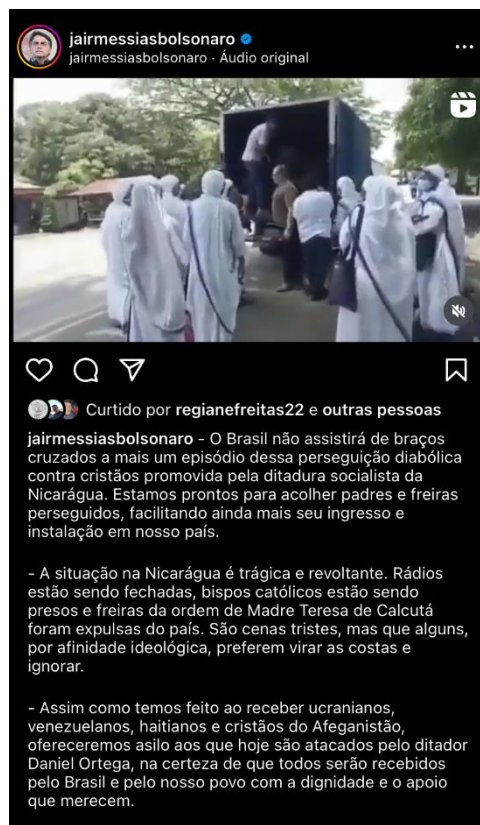 jairmessiasbolsonaro
jairmessiasbolsonaro · Áudio original
Curtido por regianefreitas22 e outras pessoas
jairmessiasbolsonaro - O Brasil não assistirá de braços
cruzados a mais um episódio dessa perseguição diabólica
contra cristãos promovida pela ditadura socialista da
Nicarágua. Estamos prontos para acolher padres e freiras
perseguidos, facilitando ainda mais seu ingresso e
instalação em nosso país.
- A situação na Nicarágua é trágica e revoltante. Rádios
estão sendo fechadas, bispos católicos estão sendo
presos e freiras da ordem de Madre Teresa de Calcutá
foram expulsas do país. São cenas tristes, mas que alguns,
por afinidade ideológica, preferem virar as costas e
ignorar.
- Assim como temos feito ao receber ucranianos,
venezuelanos, haitianos e cristãos do Afeganistão,
ofereceremos asilo aos que hoje são atacados pelo ditador
Daniel Ortega, na certeza de que todos serão recebidos
pelo Brasil e pelo nosso povo com a dignidade e o apoio
que merecem.